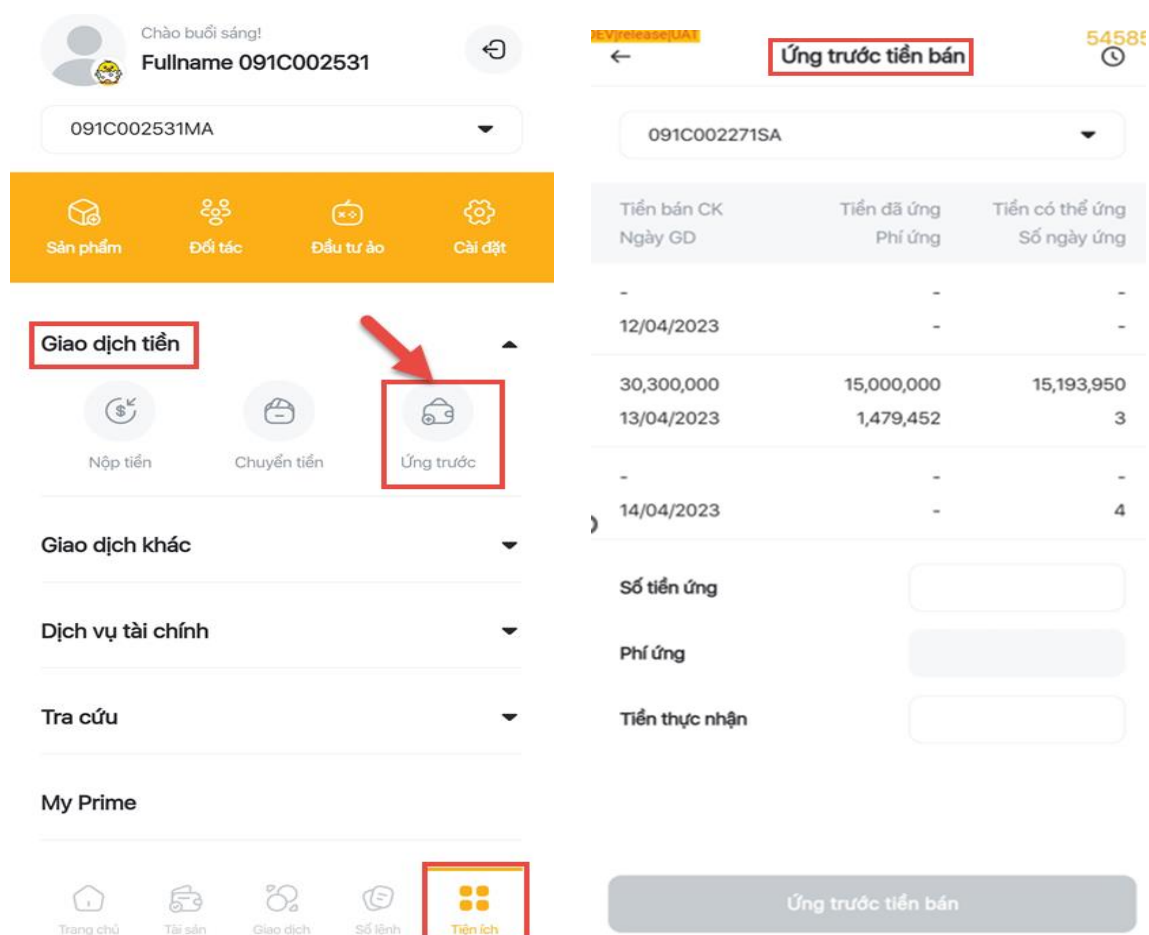 Chào buổi sáng!
Fullname 091C002531
091C002531MA
Sản phẩm Đối tác Đầu tư ảo Cài đặt
Giao dịch tiền
Nộp tiền Chuyển tiền Ứng trước
Giao dịch khác
Dịch vụ tài chính
Tra cứu
My Prime
Trang chủ Tài sản Giao dịch Sổ lệnh Tiện ích
DEV|release|UAT 54585
Ứng trước tiền bán
091C002271SA
Tiền bán CK Tiền đã ứng Tiền có thể ứng
Ngày GD Phí ứng Số ngày ứng
- - -
12/04/2023 - -
30,300,000 15,000,000 15,193,950
13/04/2023 1,479,452 3
- - -
14/04/2023 - 4
Số tiền ứng
Phí ứng
Tiền thực nhận
Ứng trước tiền bán